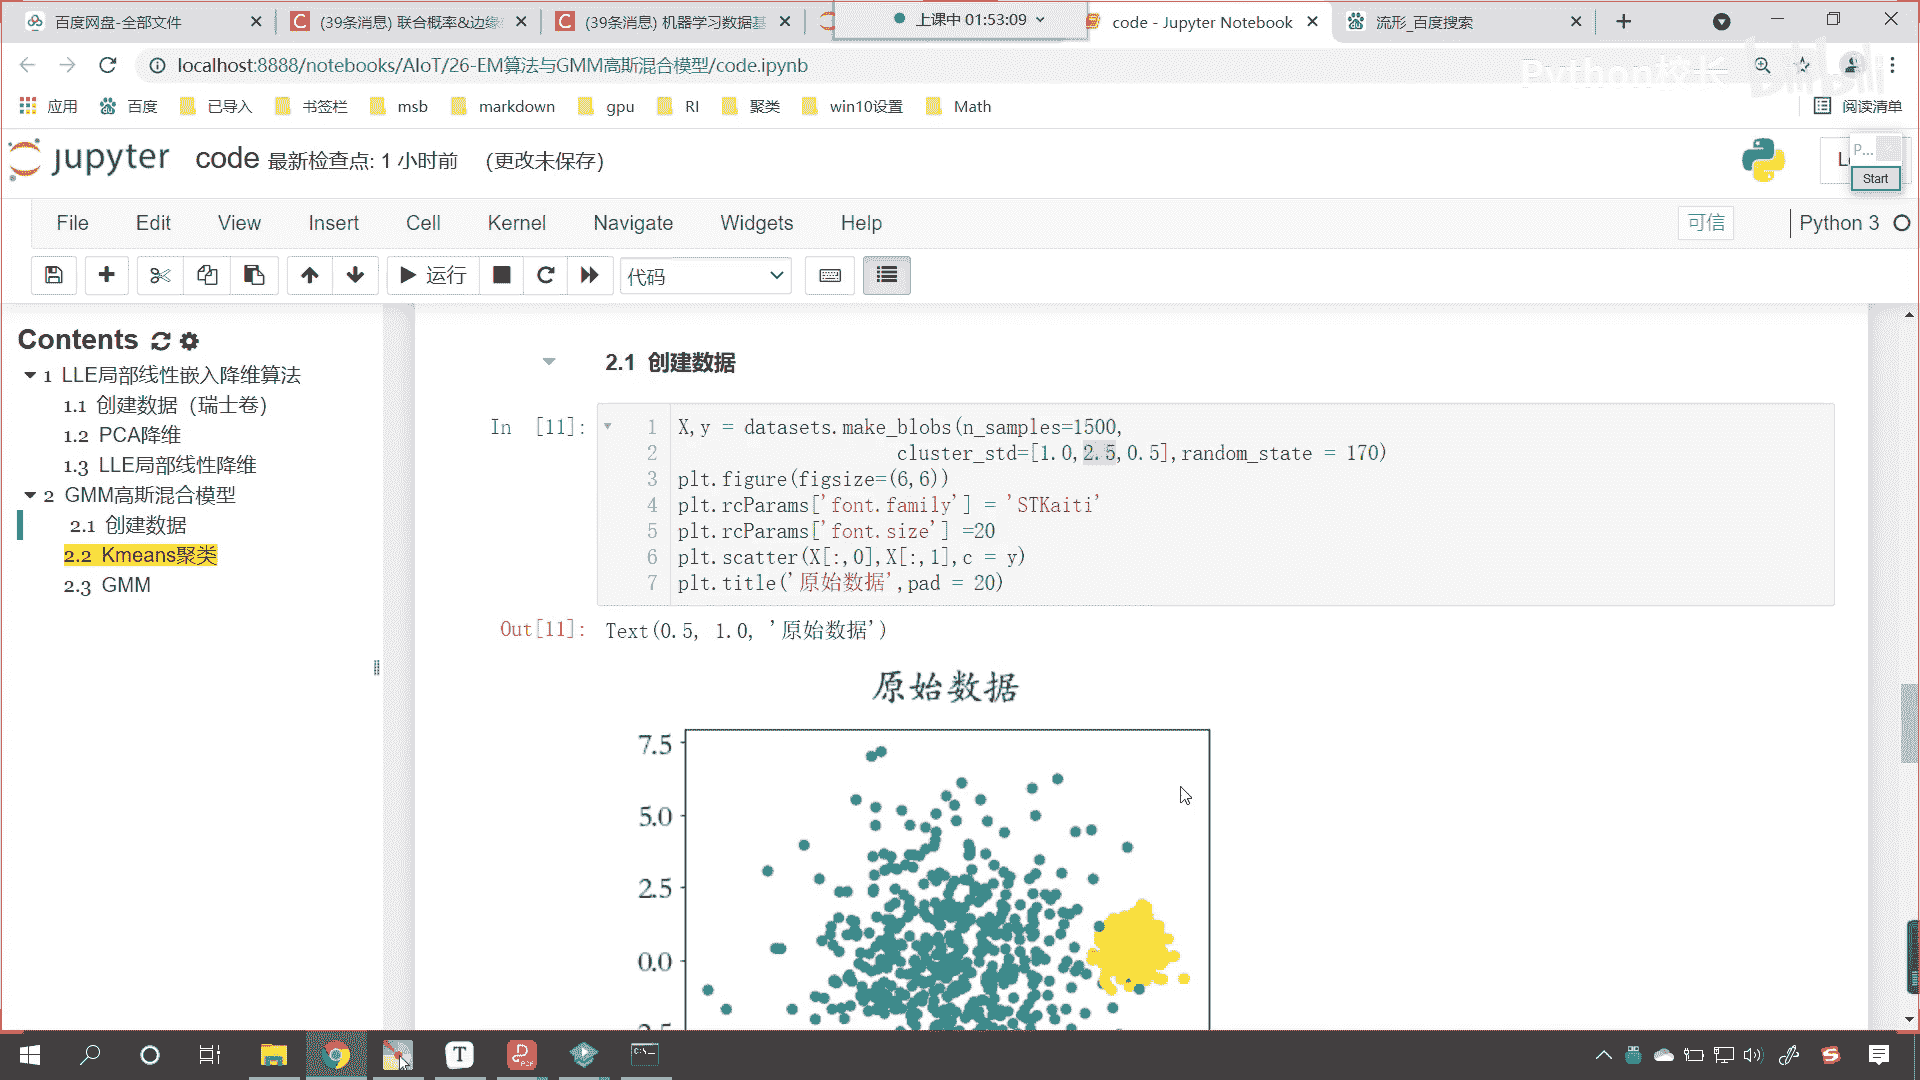 百度网盘-全部文件
(39条消息) 联合概率&边缘
(39条消息) 机器学习数据基
上课中 01:53:09
code - Jupyter Notebook
流形_百度搜索
localhost:8888/notebooks/AIoT/26-EM算法与GMM高斯混合模型/code.ipynb
Python校长
bilibili
应用
百度
已导入
书签栏
msb
markdown
gpu
RI
聚类
win10设置
Math
阅读清单
jupyter
code 最新检查点: 1 小时前 (更改未保存)
P...
Start
File Edit View Insert Cell Kernel Navigate Widgets Help
可信
Python 3
运行
代码
Contents
1 LLE局部线性嵌入降维算法
1.1 创建数据（瑞士卷）
1.2 PCA降维
1.3 LLE局部线性降维
2 GMM高斯混合模型
2.1 创建数据
2.2 Kmeans聚类
2.3 GMM
2.1 创建数据
In [11]:
1 X,y = datasets.make_blobs(n_samples=1500,
2 cluster_std=[1.0,2.5,0.5],random_state = 170)
3 plt.figure(figsize=(6,6))
4 plt.rcParams['font.family'] = 'STKaiti'
5 plt.rcParams['font.size'] =20
6 plt.scatter(X[:,0],X[:,1],c = y)
7 plt.title('原始数据',pad = 20)
Out[11]: Text(0.5, 1.0, '原始数据')
原始数据
7.5
5.0
2.5
0.0